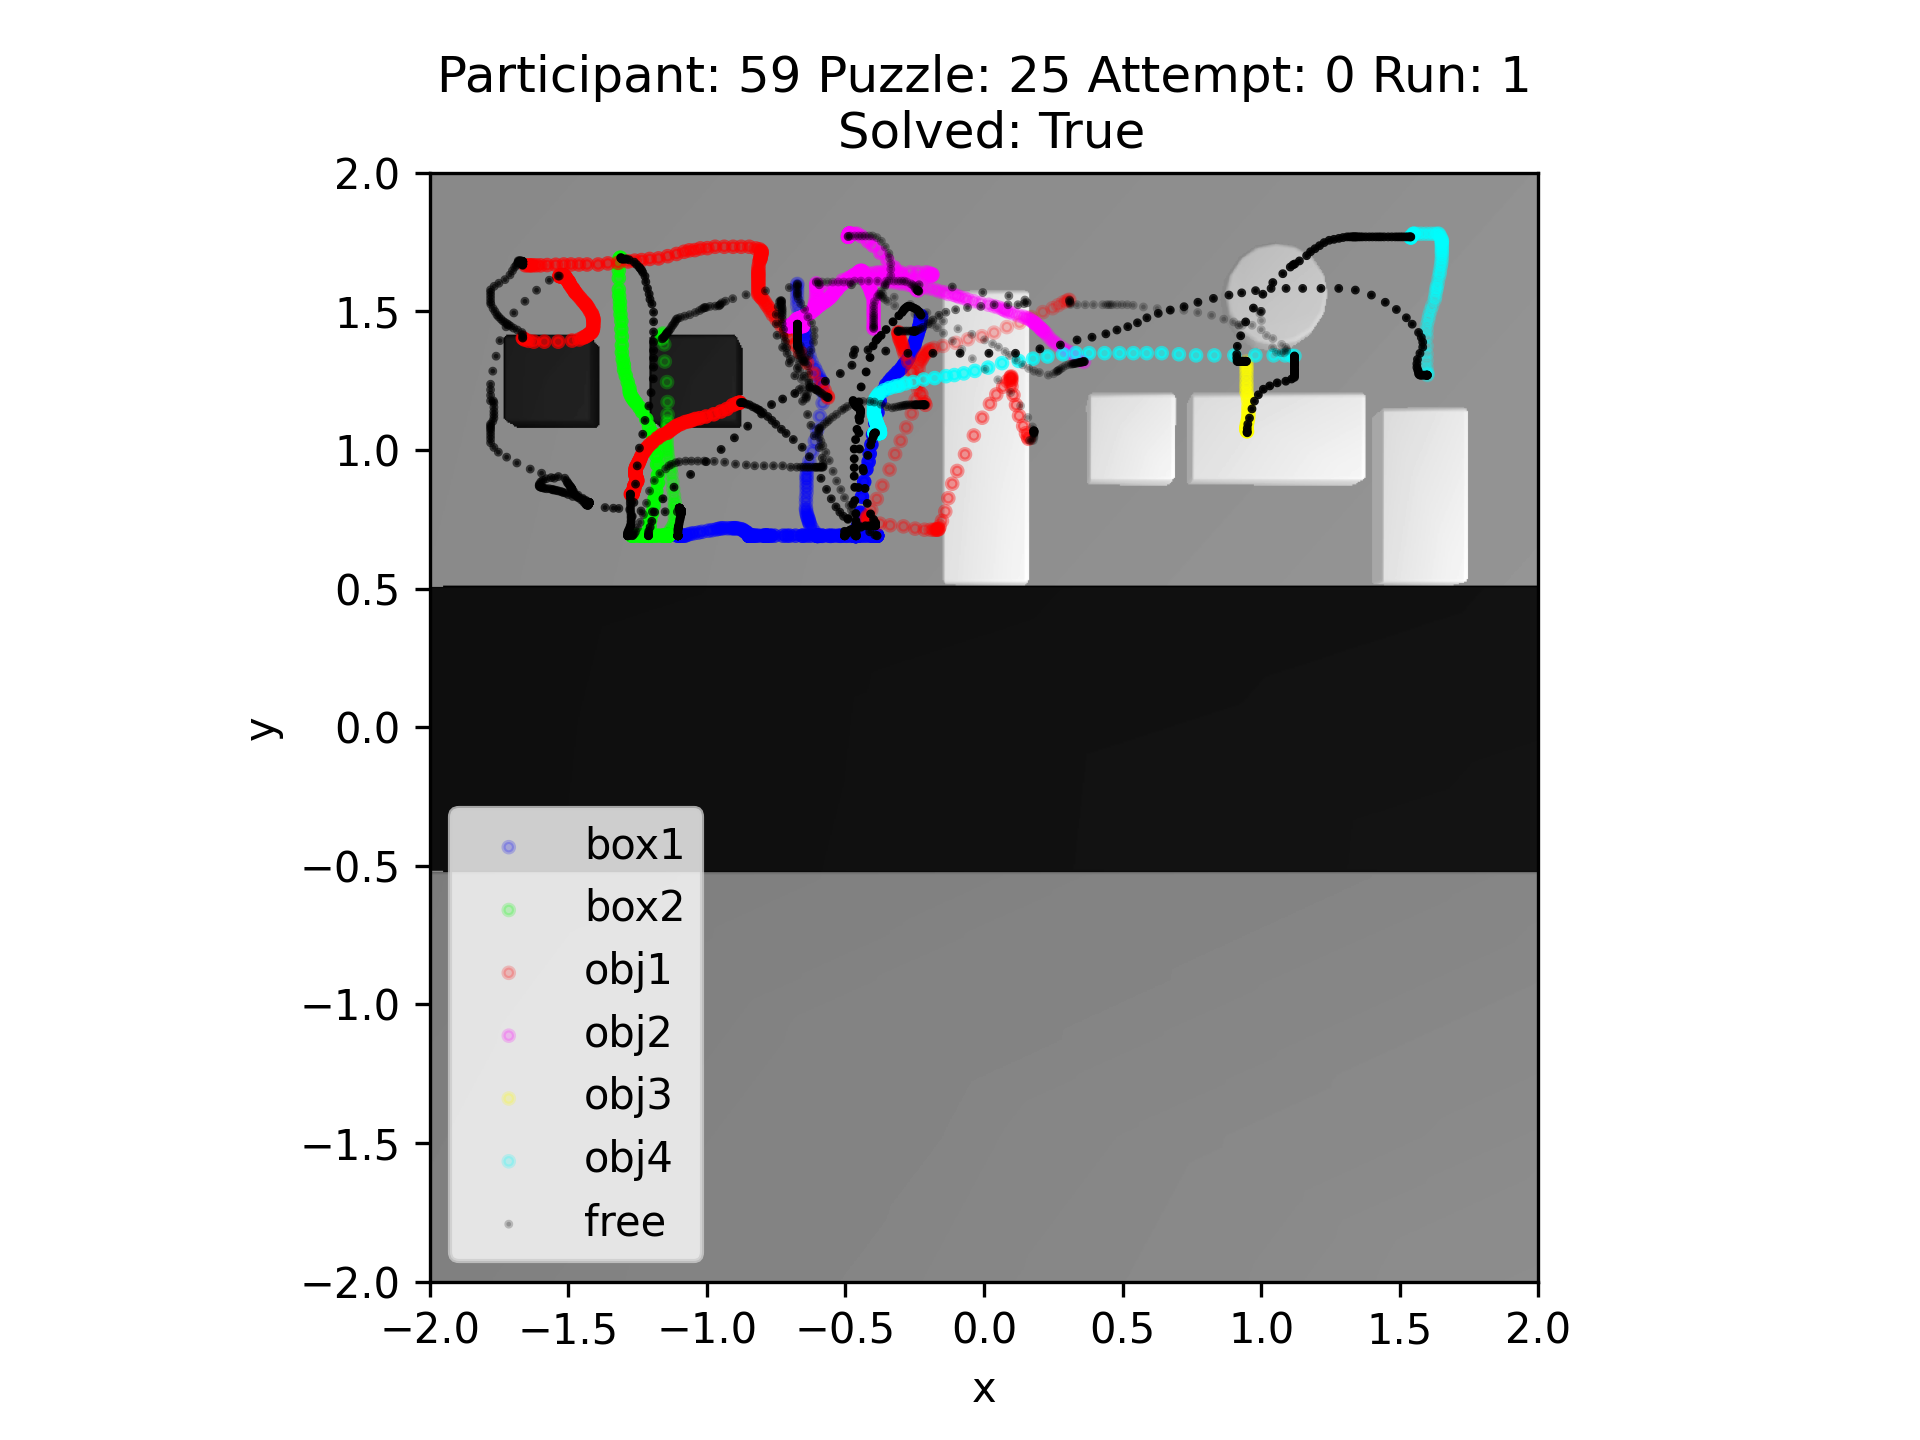 Participant: 59 Puzzle: 25 Attempt: 0 Run: 1
Solved: True
2.0
1.5
1.0
0.5
0.0
−0.5
−1.0
−1.5
−2.0
y
box1
box2
obj1
obj2
obj3
obj4
free
−2.0 −1.5 −1.0 −0.5 0.0 0.5 1.0 1.5 2.0
x